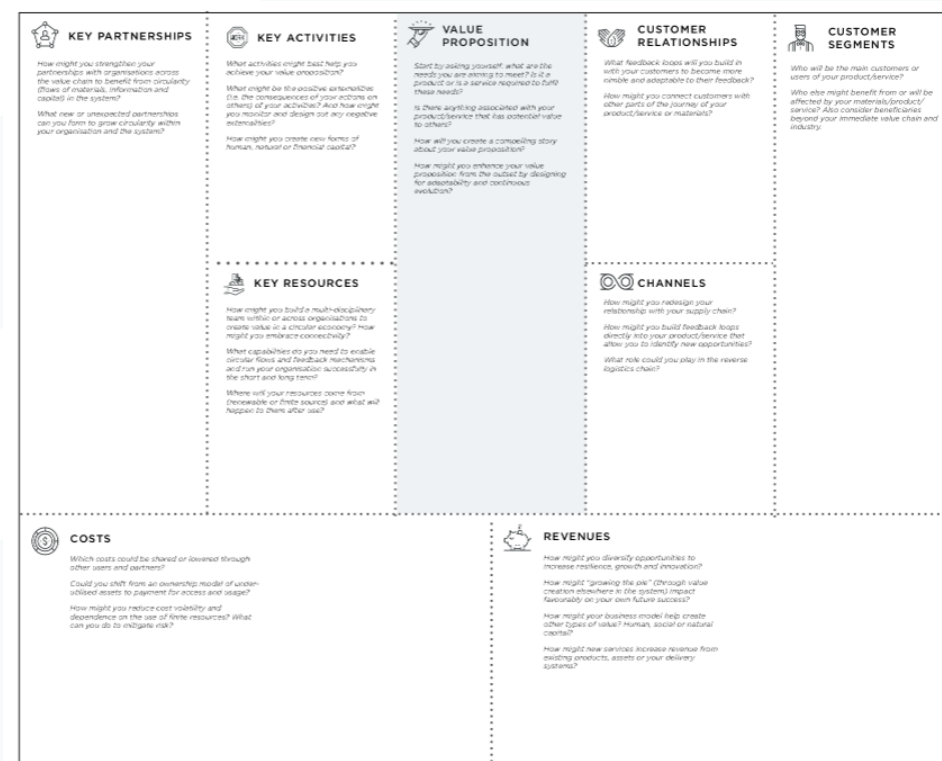 KEY PARTNERSHIPS
How might you strengthen your
partnerships with organisations across
the value chain to benefit from circularity
(flows of materials, information and
capital) in the system?
What new or unexpected partnerships
can you form to grow circularity within
your organisation and the system?
WORK
KEY ACTIVITIES
What activities might best help you
achieve your value proposition?
What might be the positive externalities
(i.e. the consequences of your actions on
others) of your activities? And how might
you monitor and design out any negative
externalities?
How might you create new forms of
human, natural or financial capital?
KEY RESOURCES
How might you build a multi-disciplinary
team within or across organisations to
create value in a circular economy? How
might you embrace connectivity?
What capabilities do you need to enable
circular flows and feedback mechanisms
and run your organisation successfully in
the short and long term?
Where will your resources come from
(renewable or finite source) and what will
happen to them after use?
VALUE
PROPOSITION
Start by asking yourself: what are the
needs you are aiming to meet? Is it a
product or is a service required to fulfil
these needs?
Is there anything associated with your
product/service that has potential value
to others?
How will you create a compelling story
about your value proposition?
How might you enhance your value
proposition from the outset by designing
for adaptability and continuous
evolution?
CUSTOMER
RELATIONSHIPS
What feedback loops will you build in
with your customers to become more
nimble and adaptable to their feedback?
How might you connect customers with
other parts of the journey of your
product/service or materials?
CHANNELS
How might you redesign your
relationship with your supply chain?
How might you build feedback loops
directly into your product/service that
allow you to identify new opportunities?
What role could you play in the reverse
logistics chain?
CUSTOMER
SEGMENTS
Who will be the main customers or
users of your product/service?
Who else might benefit from or will be
affected by your materials/product/
service? Also consider beneficiaries
beyond your immediate value chain and
industry.
$
COSTS
Which costs could be shared or lowered through
other users and partners?
Could you shift from an ownership model of under-
utilised assets to payment for access and usage?
How might you reduce cost volatility and
dependence on the use of finite resources? What
can you do to mitigate risk?
REVENUES
How might you diversify opportunities to
increase resilience, growth and innovation?
How might "growing the pie" (through value
creation elsewhere in the system) impact
favourably on your own future success?
How might your business model help create
other types of value? Human, social or natural
capital?
How might new services increase revenue from
existing products, assets or your delivery
systems?